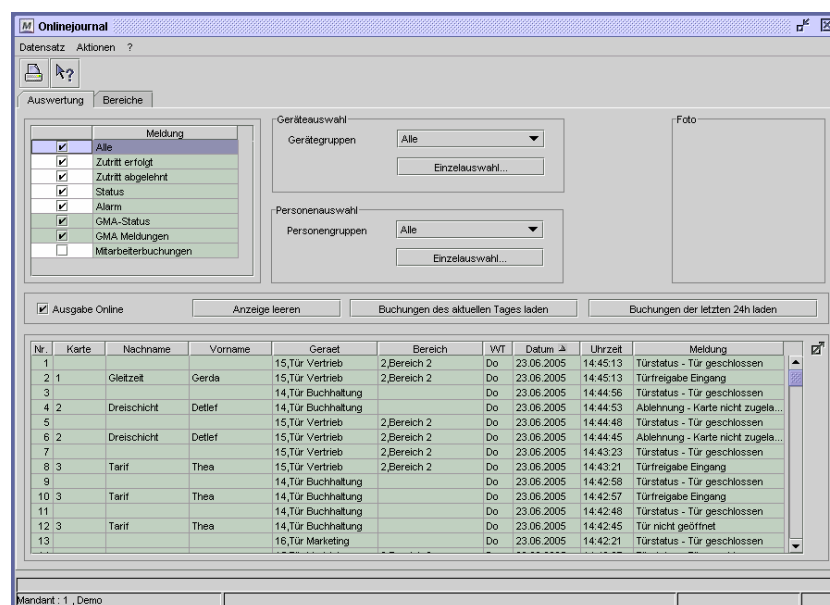 M Onlinejournal
Datensatz Aktionen ?
Auswertung Bereiche
Meldung
Alle
Zutritt erfolgt
Zutritt abgelehnt
Status
Alarm
GMA-Status
GMA Meldungen
Mitarbeiterbuchungen
Geräteauswahl
Gerätegruppen Alle
Einzelauswahl...
Personenauswahl
Personengruppen Alle
Einzelauswahl...
Foto
Ausgabe Online Anzeige leeren Buchungen des aktuellen Tages laden Buchungen der letzten 24h laden
Nr. Karte Nachname Vorname Geraet Bereich WT Datum Uhrzeit Meldung
1 15,Tür Vertrieb 2,Bereich 2 Do 23.06.2005 14:45:13 Türstatus - Tür geschlossen
2 1 Gleitzeit Gerda 15,Tür Vertrieb 2,Bereich 2 Do 23.06.2005 14:45:13 Türfreigabe Eingang
3 14,Tür Buchhaltung Do 23.06.2005 14:44:56 Türstatus - Tür geschlossen
4 2 Dreischicht Detlef 14,Tür Buchhaltung Do 23.06.2005 14:44:53 Ablehnung - Karte nicht zugela...
5 15,Tür Vertrieb 2,Bereich 2 Do 23.06.2005 14:44:48 Türstatus - Tür geschlossen
6 2 Dreischicht Detlef 15,Tür Vertrieb 2,Bereich 2 Do 23.06.2005 14:44:45 Ablehnung - Karte nicht zugela...
7 15,Tür Vertrieb 2,Bereich 2 Do 23.06.2005 14:43:23 Türstatus - Tür geschlossen
8 3 Tarif Thea 15,Tür Vertrieb 2,Bereich 2 Do 23.06.2005 14:43:21 Türfreigabe Eingang
9 14,Tür Buchhaltung Do 23.06.2005 14:42:58 Türstatus - Tür geschlossen
10 3 Tarif Thea 14,Tür Buchhaltung Do 23.06.2005 14:42:57 Türfreigabe Eingang
11 14,Tür Buchhaltung Do 23.06.2005 14:42:48 Türstatus - Tür geschlossen
12 3 Tarif Thea 14,Tür Buchhaltung Do 23.06.2005 14:42:45 Tür nicht geöffnet
13 16,Tür Marketing Do 23.06.2005 14:42:21 Türstatus - Tür geschlossen
Mandant : 1 , Demo